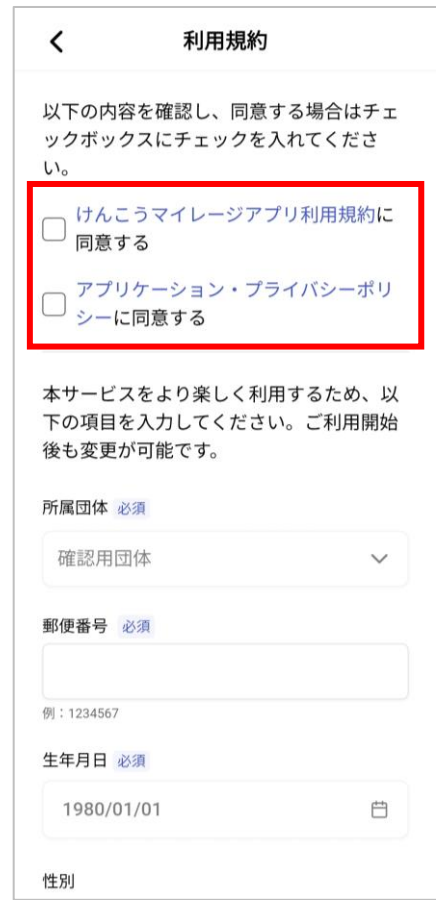 利用規約
以下の内容を確認し、同意する場合はチェ
ックボックスにチェックを入れてくださ
い。
けんこうマイレージアプリ利用規約に
同意する
アプリケーション・プライバシーポリ
シーに同意する
本サービスをより楽しく利用するため、以
下の項目を入力してください。ご利用開始
後も変更が可能です。
所属団体 必須
確認用団体
郵便番号 必須
例：1234567
生年月日 必須
1980/01/01
性別